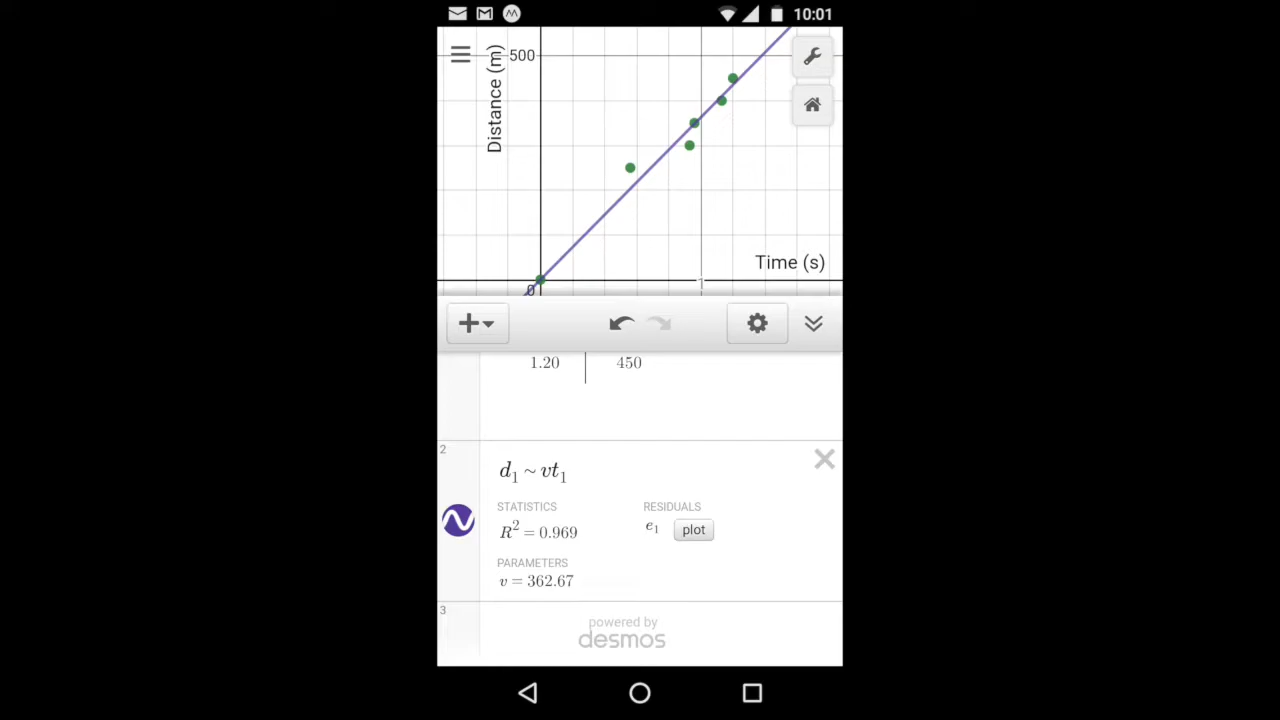 10:01
500
Distance (m)
Time (s)
0
1
1.20 450
2
d₁ ~ vt₁
STATISTICS
RESIDUALS
R² = 0.969
e₁ plot
PARAMETERS
v = 362.67
3
powered by
desmos